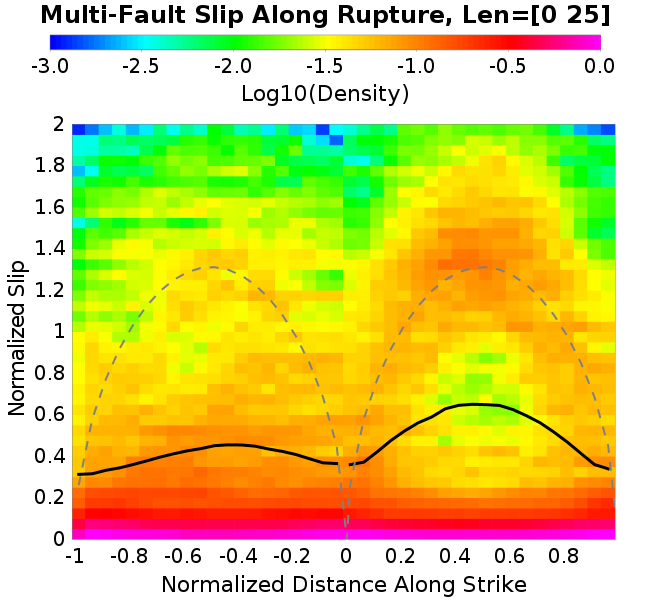 Multi-Fault Slip Along Rupture, Len=[0 25]
-3.0 -2.5 -2.0 -1.5 -1.0 -0.5 0.0
Log10(Density)
2
1.8
1.6
1.4
1.2
1
0.8
0.6
0.4
0.2
0
Normalized Slip
-1 -0.8 -0.6 -0.4 -0.2 0 0.2 0.4 0.6 0.8
Normalized Distance Along Strike